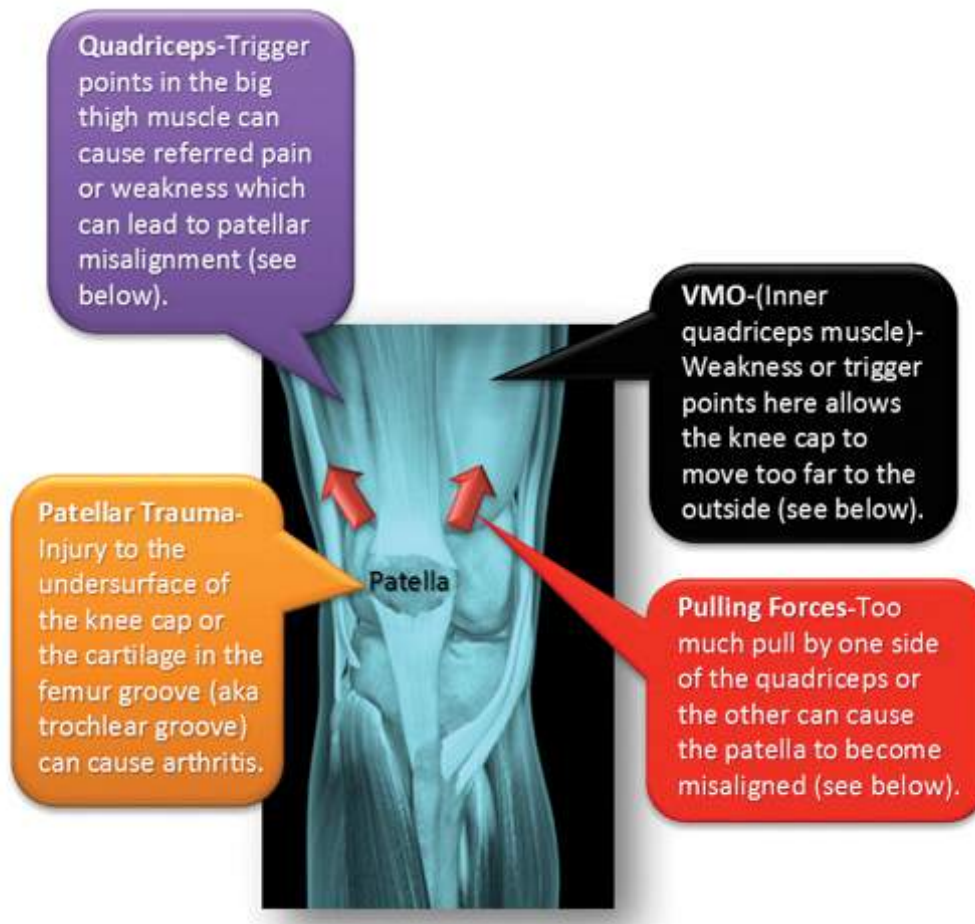 Quadriceps-Trigger
points in the big
thigh muscle can
cause referred pain
or weakness which
can lead to patellar
misalignment (see
below).
VMO-(Inner
quadriceps muscle)-
Weakness or trigger
points here allows
the knee cap to
move too far to the
outside (see below).
Patellar Trauma-
Injury to the
undersurface of
the knee cap or
the cartilage in the
femur groove (aka
trochlear groove)
can cause arthritis.
Patella
Pulling Forces-Too
much pull by one side
of the quadriceps or
the other can cause
the patella to become
misaligned (see below).